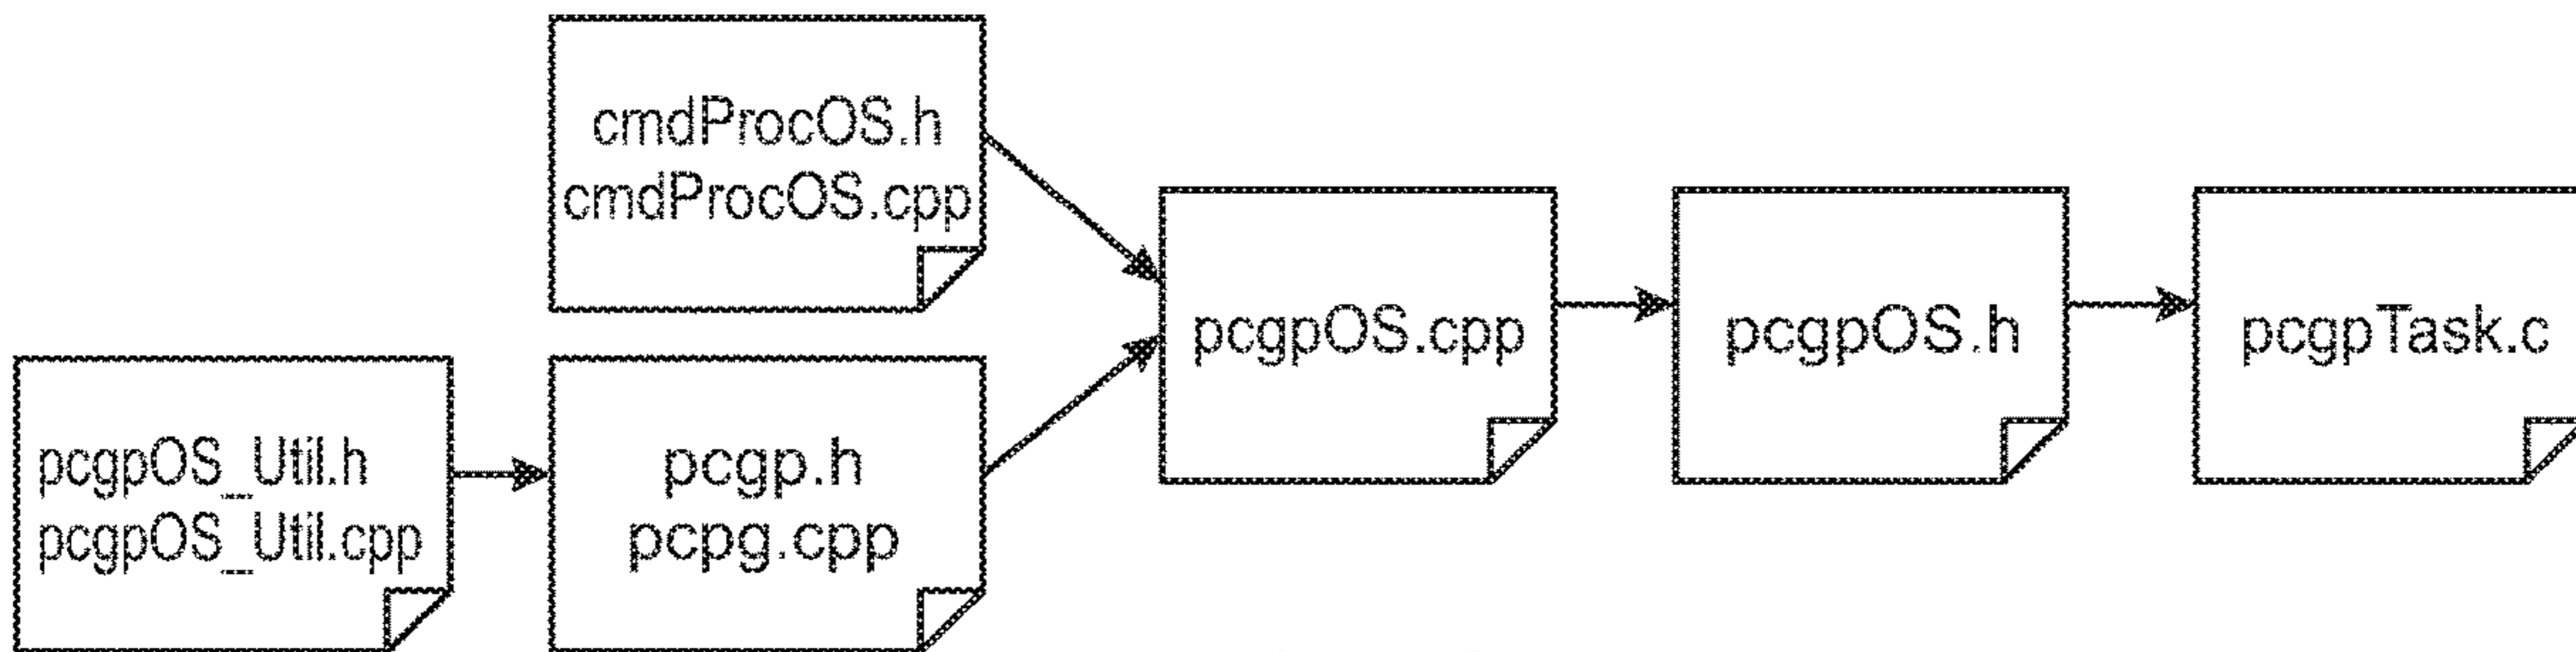 cmdProcOS.h
cmdProcOS.cpp
pcgpOS_Util.h
pcgpOS_Util.cpp
pcgp.h
pcpg.cpp
pcgpOS.cpp
pcgpOS.h
pcgpTask.c